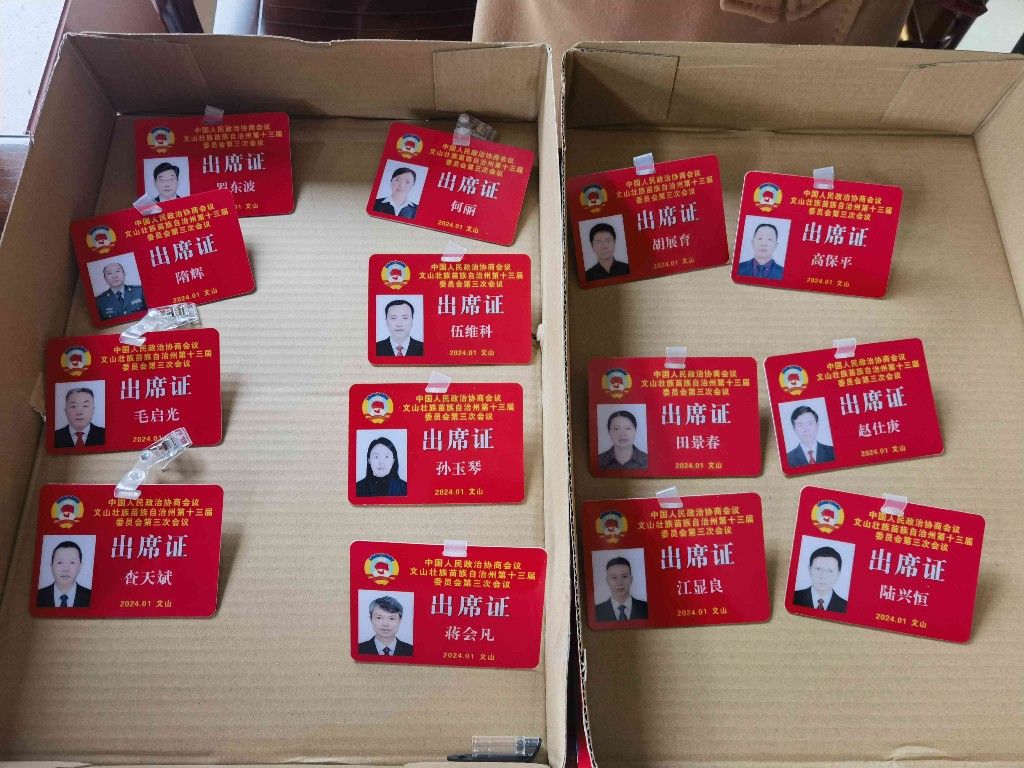 中国人民政治协商会议
文山壮族苗族自治州第十三届
委员会第三次会议
出席证
罗东波
中国人民政治协商会议
文山壮族苗族自治州第十三届
委员会第三次会议
出席证
隋辉
2024.01 文山
中国人民政治协商会议
文山壮族苗族自治州第十三届
委员会第三次会议
出席证
毛启光
2024.01
中国人民政治协商会议
文山壮族苗族自治州第十三届
委员会第三次会议
出席证
查天斌
2024.01 文山
中国人民政治协商会议
文山壮族苗族自治州第十三届
委员会第三次会议
出席证
何丽
2024.01 文山
中国人民政治协商会议
文山壮族苗族自治州第十三届
委员会第三次会议
出席证
伍维科
2024.01 文山
中国人民政治协商会议
文山壮族苗族自治州第十三届
委员会第三次会议
出席证
孙玉琴
2024.01 文山
中国人民政治协商会议
文山壮族苗族自治州第十三届
委员会第三次会议
出席证
蒋会凡
2024.01 文山
中国人民政治协商会议
文山壮族苗族自治州第十三届
委员会第三次会议
出席证
胡展育
2024.01 文山
中国人民政治协商会议
文山壮族苗族自治州第十三届
委员会第三次会议
出席证
高保平
2024.01 文山
中国人民政治协商会议
文山壮族苗族自治州第十三届
委员会第三次会议
出席证
田景春
2024.01 文山
中国人民政治协商会议
文山壮族苗族自治州第十三届
委员会第三次会议
出席证
赵仕庚
2024.01 文山
中国人民政治协商会议
文山壮族苗族自治州第十三届
委员会第三次会议
出席证
江显良
2024.01 文山
中国人民政治协商会议
文山壮族苗族自治州第十三届
委员会第三次会议
出席证
陆兴恒
2024.01 文山